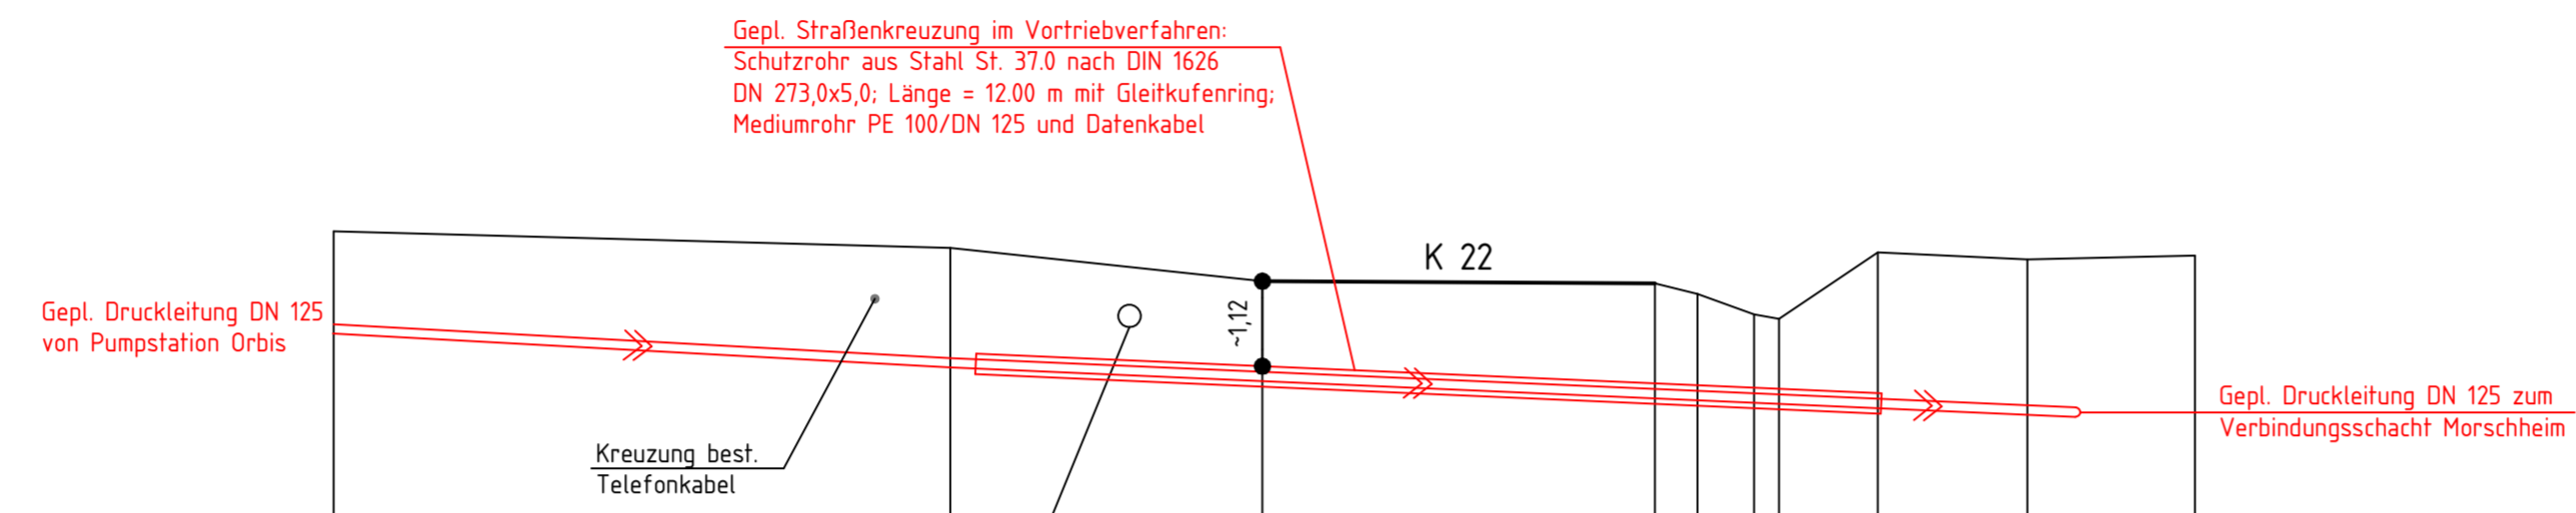 Gepl. Straßenkreuzung im Vortriebverfahren:
Schutzrohr aus Stahl St. 37.0 nach DIN 1626
DN 273,0x5,0; Länge = 12.00 m mit Gleitkufenring;
Mediumrohr PE 100/DN 125 und Datenkabel
K 22
~1,12
Gepl. Druckleitung DN 125
von Pumpstation Orbis
Kreuzung best.
Telefonkabel
Gepl. Druckleitung DN 125 zum
Verbindungsschacht Morschheim